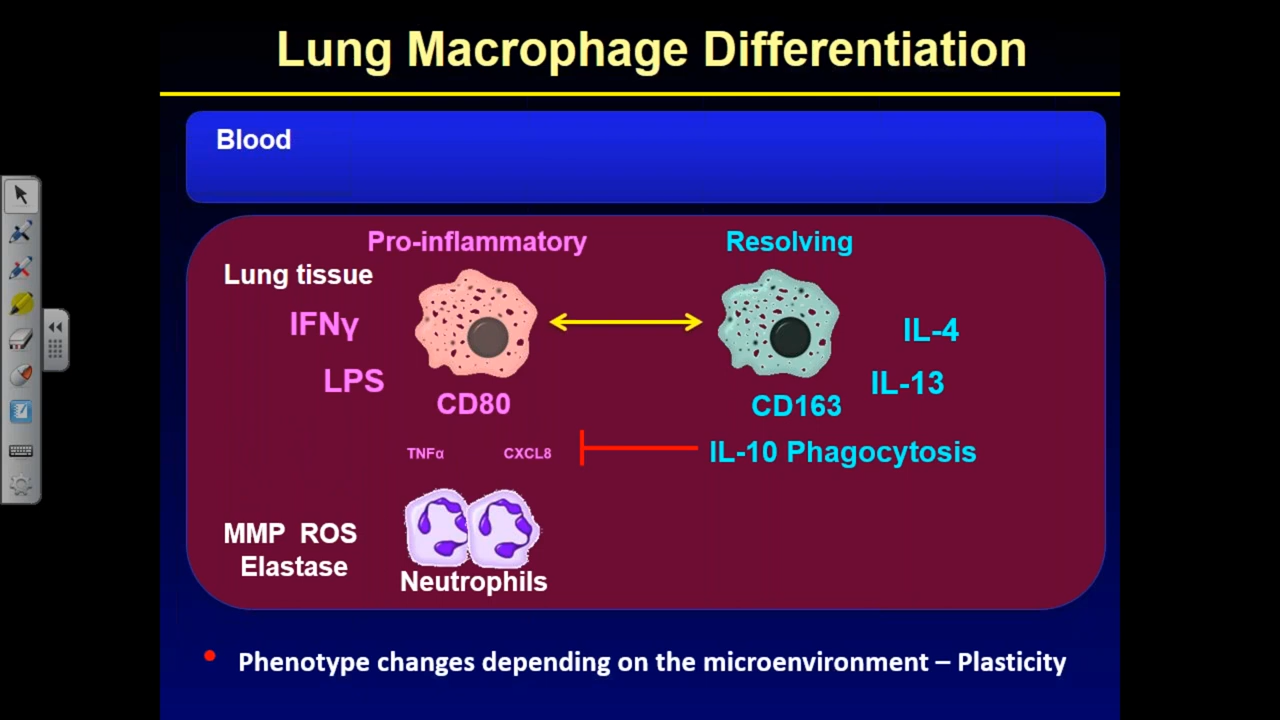 Lung Macrophage Differentiation
Blood
Pro-inflammatory
Resolving
Lung tissue
IFNγ
IL-4
LPS
IL-13
CD80
CD163
TNFα
CXCL8
IL-10 Phagocytosis
MMP ROS
Elastase
Neutrophils
• Phenotype changes depending on the microenvironment – Plasticity